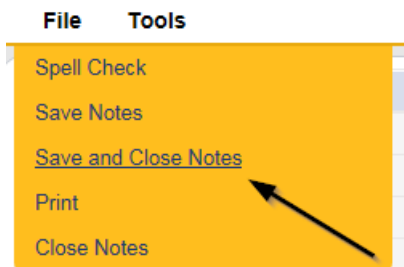 File Tools
Spell Check
Save Notes
Save and Close Notes
Print
Close Notes